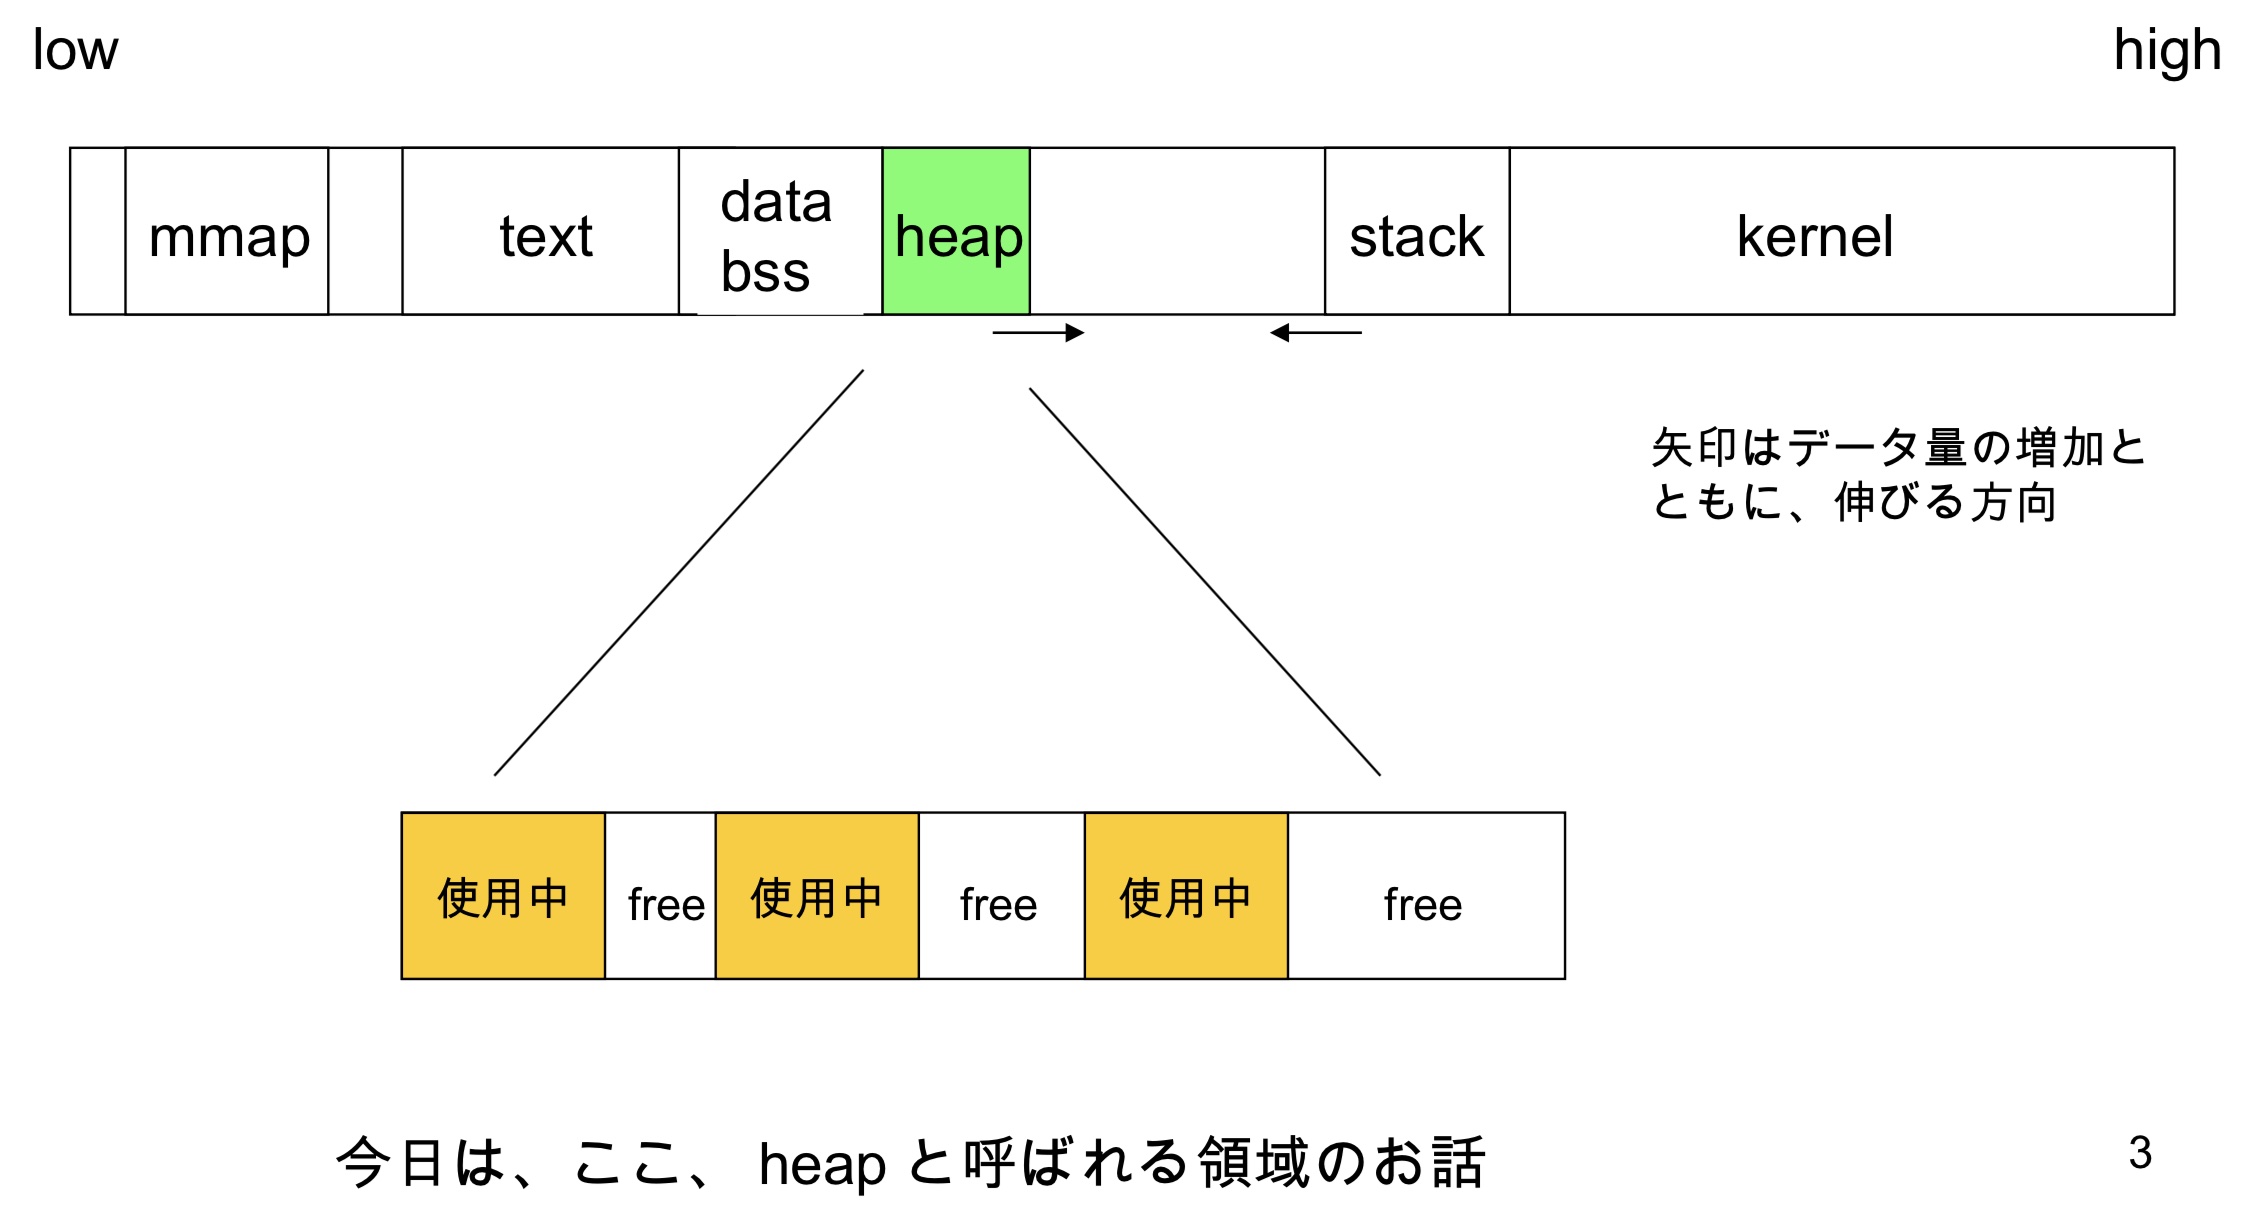 low
high
mmap
text
data
bss
heap
stack
kernel
矢印はデータ量の増加と
ともに、伸びる方向
使用中
free
使用中
free
使用中
free
今日は、ここ、 heap と呼ばれる領域のお話
3